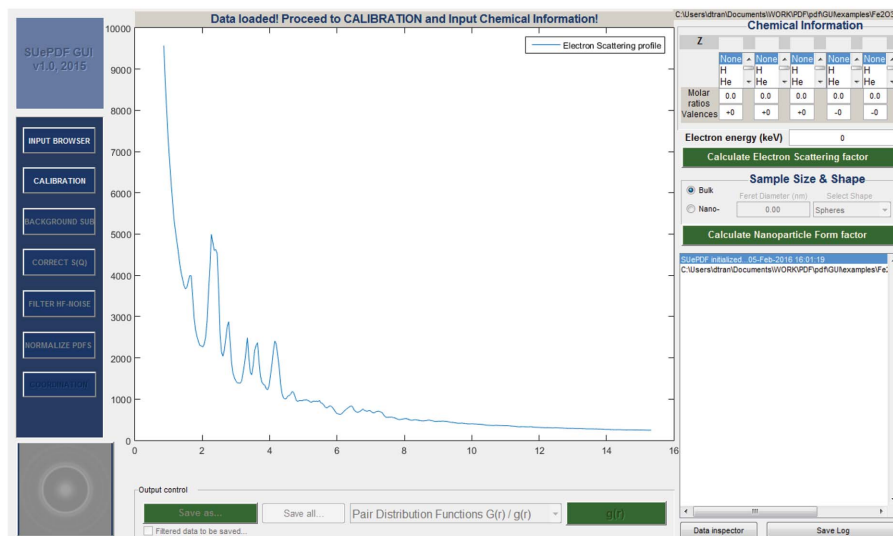 Data loaded! Proceed to CALIBRATION and Input Chemical Information!
C:\Users\dtran\Documents\WORK\PDF\pdf\GUI\examples\Fe2O3
SUePDF GUI
v1.0, 2015
INPUT BROWSER
CALIBRATION
BACKGROUND SUB
CORRECT S(Q)
FILTER HF-NOISE
NORMALIZE PDFS
COORDINATION
Electron Scattering profile
10000
9000
8000
7000
6000
5000
4000
3000
2000
1000
0
0 2 4 6 8 10 12 14 16
Chemical Information
Z
None None None None None
H H H H H
He He He He He
Molar ratios 0.0 0.0 0.0 0.0 0.0
Valences +0 +0 +0 -0 -0
Electron energy (keV) 0
Calculate Electron Scattering factor
Sample Size & Shape
Bulk
Feret Diameter (nm) Select Shape
Nano- 0.00 Spheres
Calculate Nanoparticle Form factor
SUePDF initialized...05-Feb-2016 16:01:19
C:\Users\dtran\Documents\WORK\PDF\pdf\GUI\examples\Fe2
Output control
Save as... Save all... Pair Distribution Functions G(r) / g(r) g(r)
Filtered data to be saved...
Data inspector Save Log